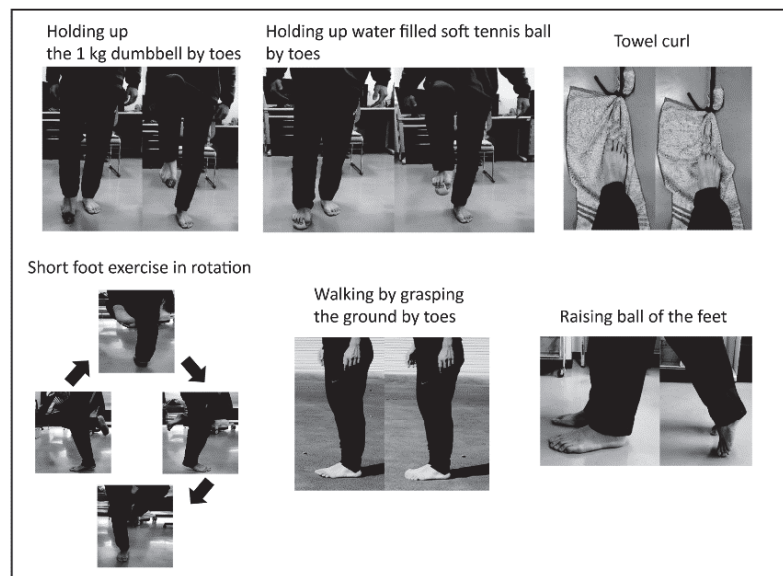 Holding up
the 1 kg dumbbell by toes
Holding up water filled soft tennis ball
by toes
Towel curl
Short foot exercise in rotation
Walking by grasping
the ground by toes
Raising ball of the feet